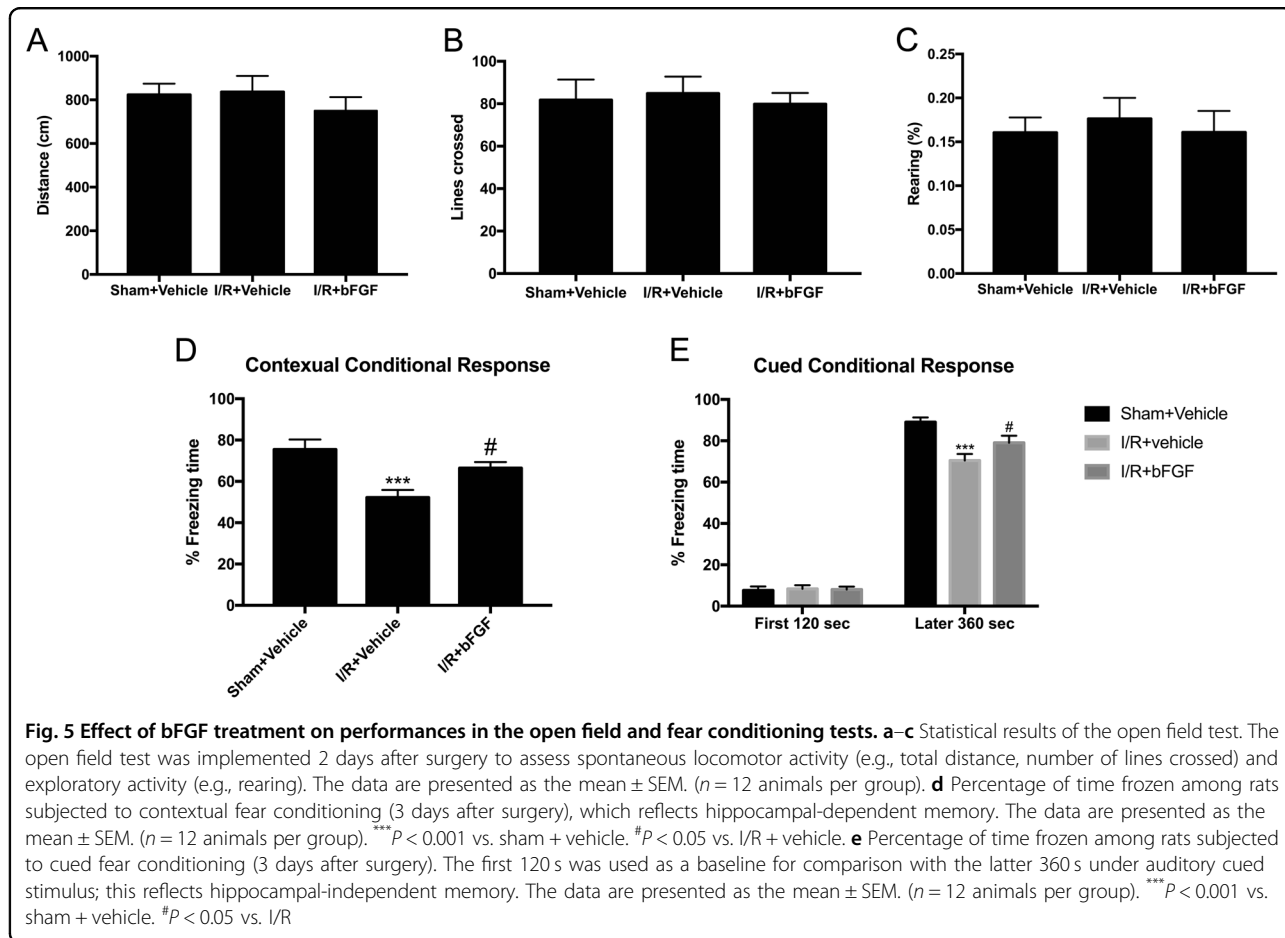 A
Distance (cm)
1000
800
600
400
200
0
Sham+Vehicle I/R+Vehicle I/R+bFGF
B
Lines crossed
100
80
60
40
20
0
Sham+Vehicle I/R+Vehicle I/R+bFGF
C
Rearing (%)
0.25
0.20
0.15
0.10
0.05
0.00
Sham+Vehicle I/R+Vehicle I/R+bFGF
D
Contexual Conditional Response
% Freezing time
100
80
60
40
20
0
***
#
Sham+Vehicle
I/R+Vehicle
I/R+bFGF
E
Cued Conditional Response
% Freezing time
100
80
60
40
20
0
***
#
First 120 sec Later 360 sec
Sham+Vehicle
I/R+vehicle
I/R+bFGF
Fig. 5 Effect of bFGF treatment on performances in the open field and fear conditioning tests. a–c Statistical results of the open field test. The
open field test was implemented 2 days after surgery to assess spontaneous locomotor activity (e.g., total distance, number of lines crossed) and
exploratory activity (e.g., rearing). The data are presented as the mean ± SEM. (n = 12 animals per group). d Percentage of time frozen among rats
subjected to contextual fear conditioning (3 days after surgery), which reflects hippocampal-dependent memory. The data are presented as the
mean ± SEM. (n = 12 animals per group). ***P < 0.001 vs. sham + vehicle. #P < 0.05 vs. I/R + vehicle. e Percentage of time frozen among rats subjected
to cued fear conditioning (3 days after surgery). The first 120 s was used as a baseline for comparison with the latter 360 s under auditory cued
stimulus; this reflects hippocampal-independent memory. The data are presented as the mean ± SEM. (n = 12 animals per group). ***P < 0.001 vs.
sham + vehicle. #P < 0.05 vs. I/R